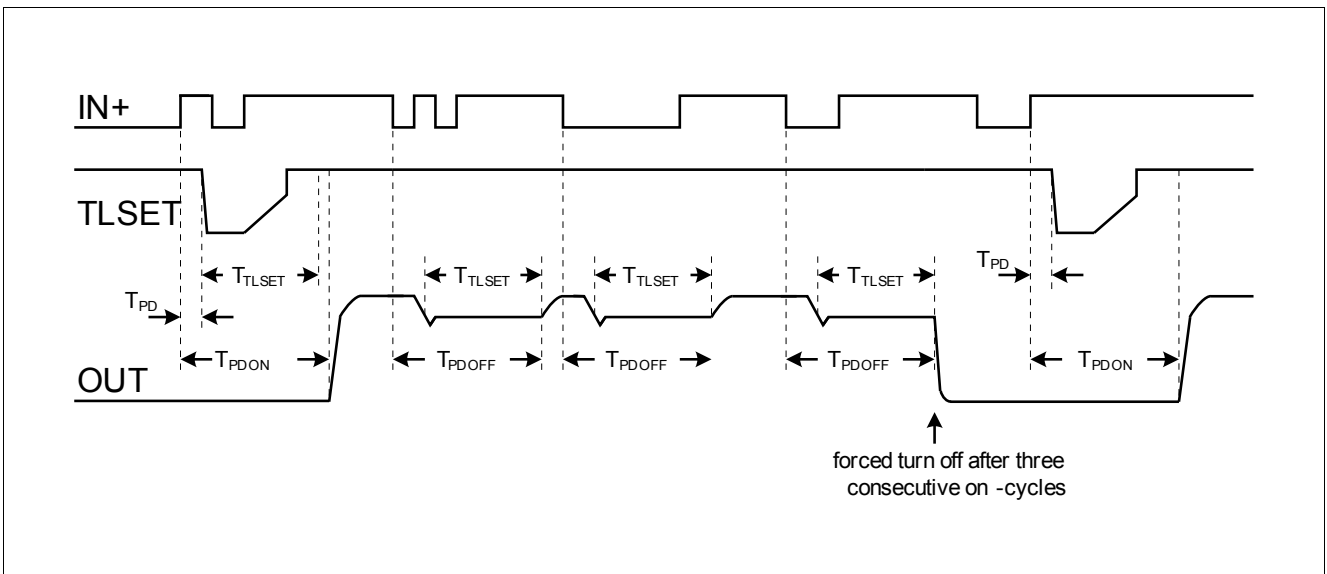 IN+
TLSET
TPD
TTLSET
TTLSET
TTLSET
TTLSET
TPD
TPDON
TPDOFF
TPDOFF
TPDOFF
TPDON
OUT
forced turn off after three
consecutive on -cycles